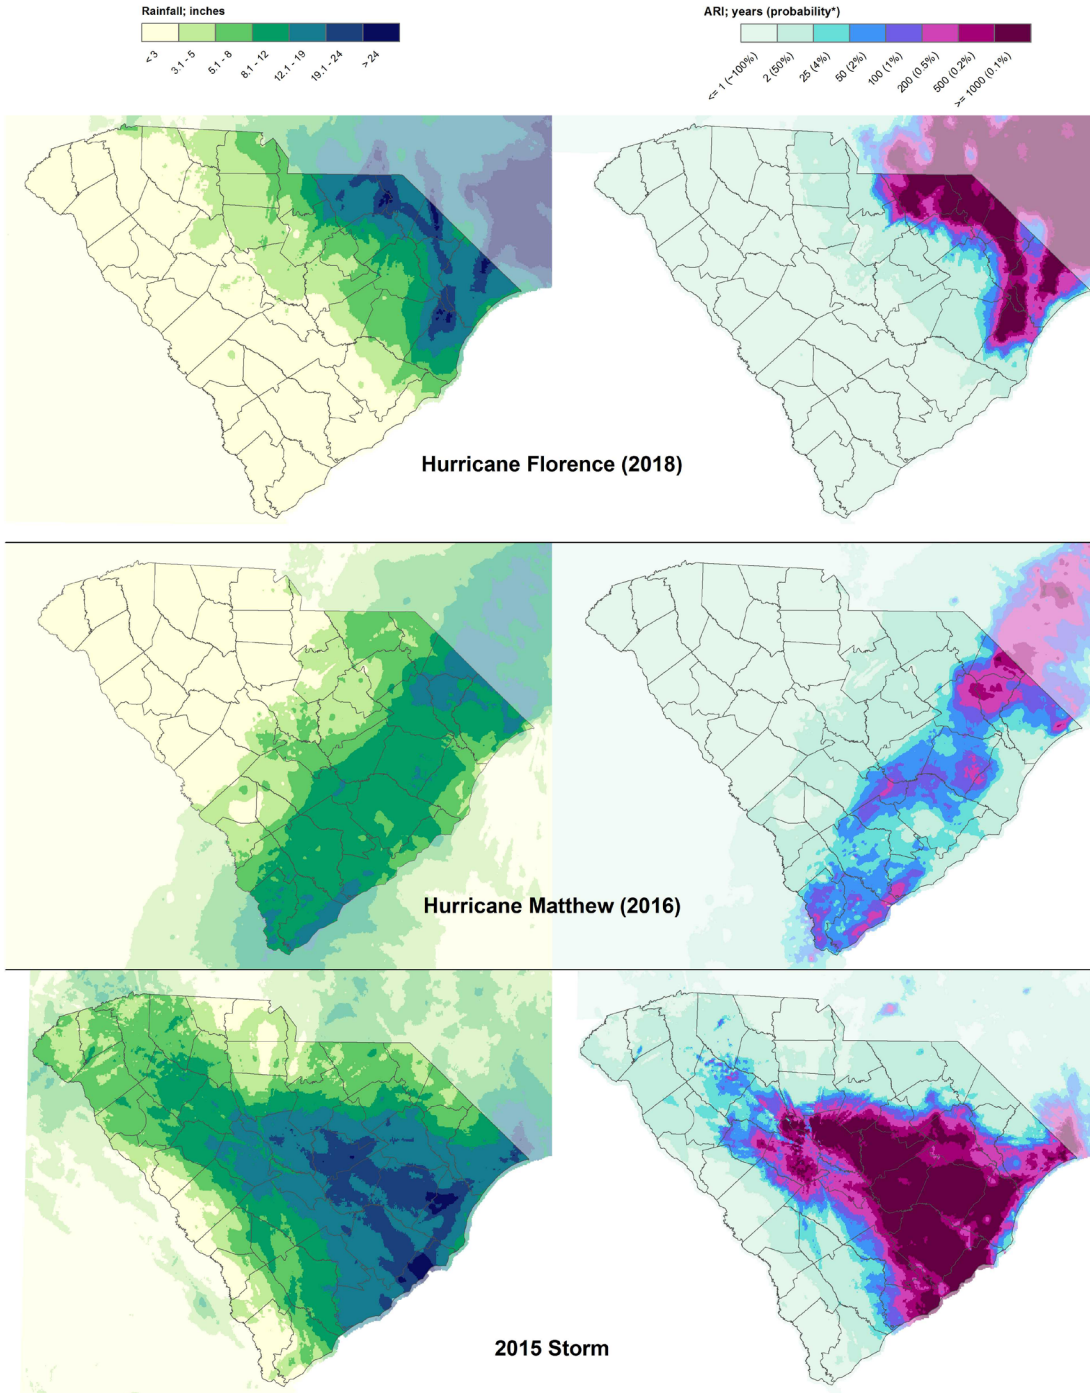 Rainfall; inches
<3
3.1 - 5
5.1 - 8
8.1 - 12
12.1 - 19
19.1 - 24
> 24
ARI; years (probability*)
<= 1 (~100%)
2 (50%)
25 (4%)
50 (2%)
100 (1%)
200 (0.5%)
500 (0.2%)
>= 1000 (0.1%)
Hurricane Florence (2018)
Hurricane Matthew (2016)
2015 Storm